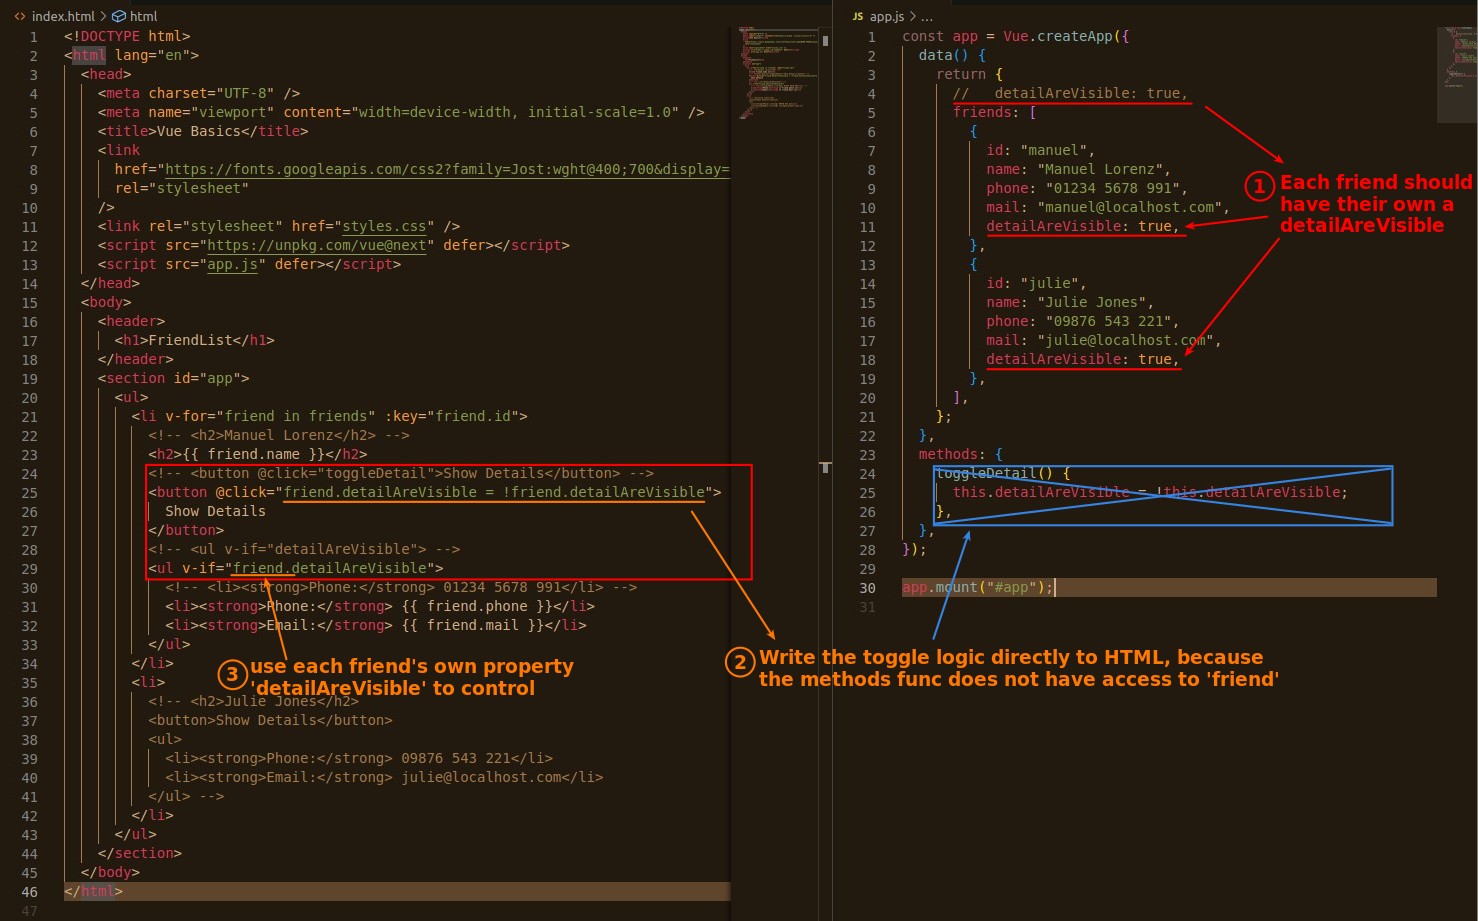 index.html > html
1 <!DOCTYPE html>
2 <html lang="en">
3 <head>
4 <meta charset="UTF-8" />
5 <meta name="viewport" content="width=device-width, initial-scale=1.0" />
6 <title>Vue Basics</title>
7 <link
8 href="https://fonts.googleapis.com/css2?family=Jost:wght@400;700&display=
9 rel="stylesheet"
10 />
11 <link rel="stylesheet" href="styles.css" />
12 <script src="https://unpkg.com/vue@next" defer></script>
13 <script src="app.js" defer></script>
14 </head>
15 <body>
16 <header>
17 <h1>FriendList</h1>
18 </header>
19 <section id="app">
20 <ul>
21 <li v-for="friend in friends" :key="friend.id">
22 <!-- <h2>Manuel Lorenz</h2> -->
23 <h2>{{ friend.name }}</h2>
24 <!-- <button @click="toggleDetail">Show Details</button> -->
25 <button @click="friend.detailAreVisible = !friend.detailAreVisible">
26 Show Details
27 </button>
28 <!-- <ul v-if="detailAreVisible"> -->
29 <ul v-if="friend.detailAreVisible">
30 <!-- <li><strong>Phone:</strong> 01234 5678 991</li> -->
31 <li><strong>Phone:</strong> {{ friend.phone }}</li>
32 <li><strong>Email:</strong> {{ friend.mail }}</li>
33 </ul>
34 </li>
35 <li>
36 <!-- <h2>Julie Jones</h2>
37 <button>Show Details</button>
38 <ul>
39 <li><strong>Phone:</strong> 09876 543 221</li>
40 <li><strong>Email:</strong> julie@localhost.com</li>
41 </ul> -->
42 </li>
43 </ul>
44 </section>
45 </body>
46 </html>
47
③ use each friend's own property
'detailAreVisible' to control
JS app.js > ...
1 const app = Vue.createApp({
2 data() {
3 return {
4 // detailAreVisible: true,
5 friends: [
6 {
7 id: "manuel",
8 name: "Manuel Lorenz",
9 phone: "01234 5678 991",
10 mail: "manuel@localhost.com",
11 detailAreVisible: true,
12 },
13 {
14 id: "julie",
15 name: "Julie Jones",
16 phone: "09876 543 221",
17 mail: "julie@localhost.com",
18 detailAreVisible: true,
19 },
20 ],
21 };
22 },
23 methods: {
24 toggleDetail() {
25 this.detailAreVisible = !this.detailAreVisible;
26 },
27 },
28 });
29
30 app.mount("#app");
31
① Each friend should
have their own a
detailAreVisible
② Write the toggle logic directly to HTML, because
the methods func does not have access to 'friend'